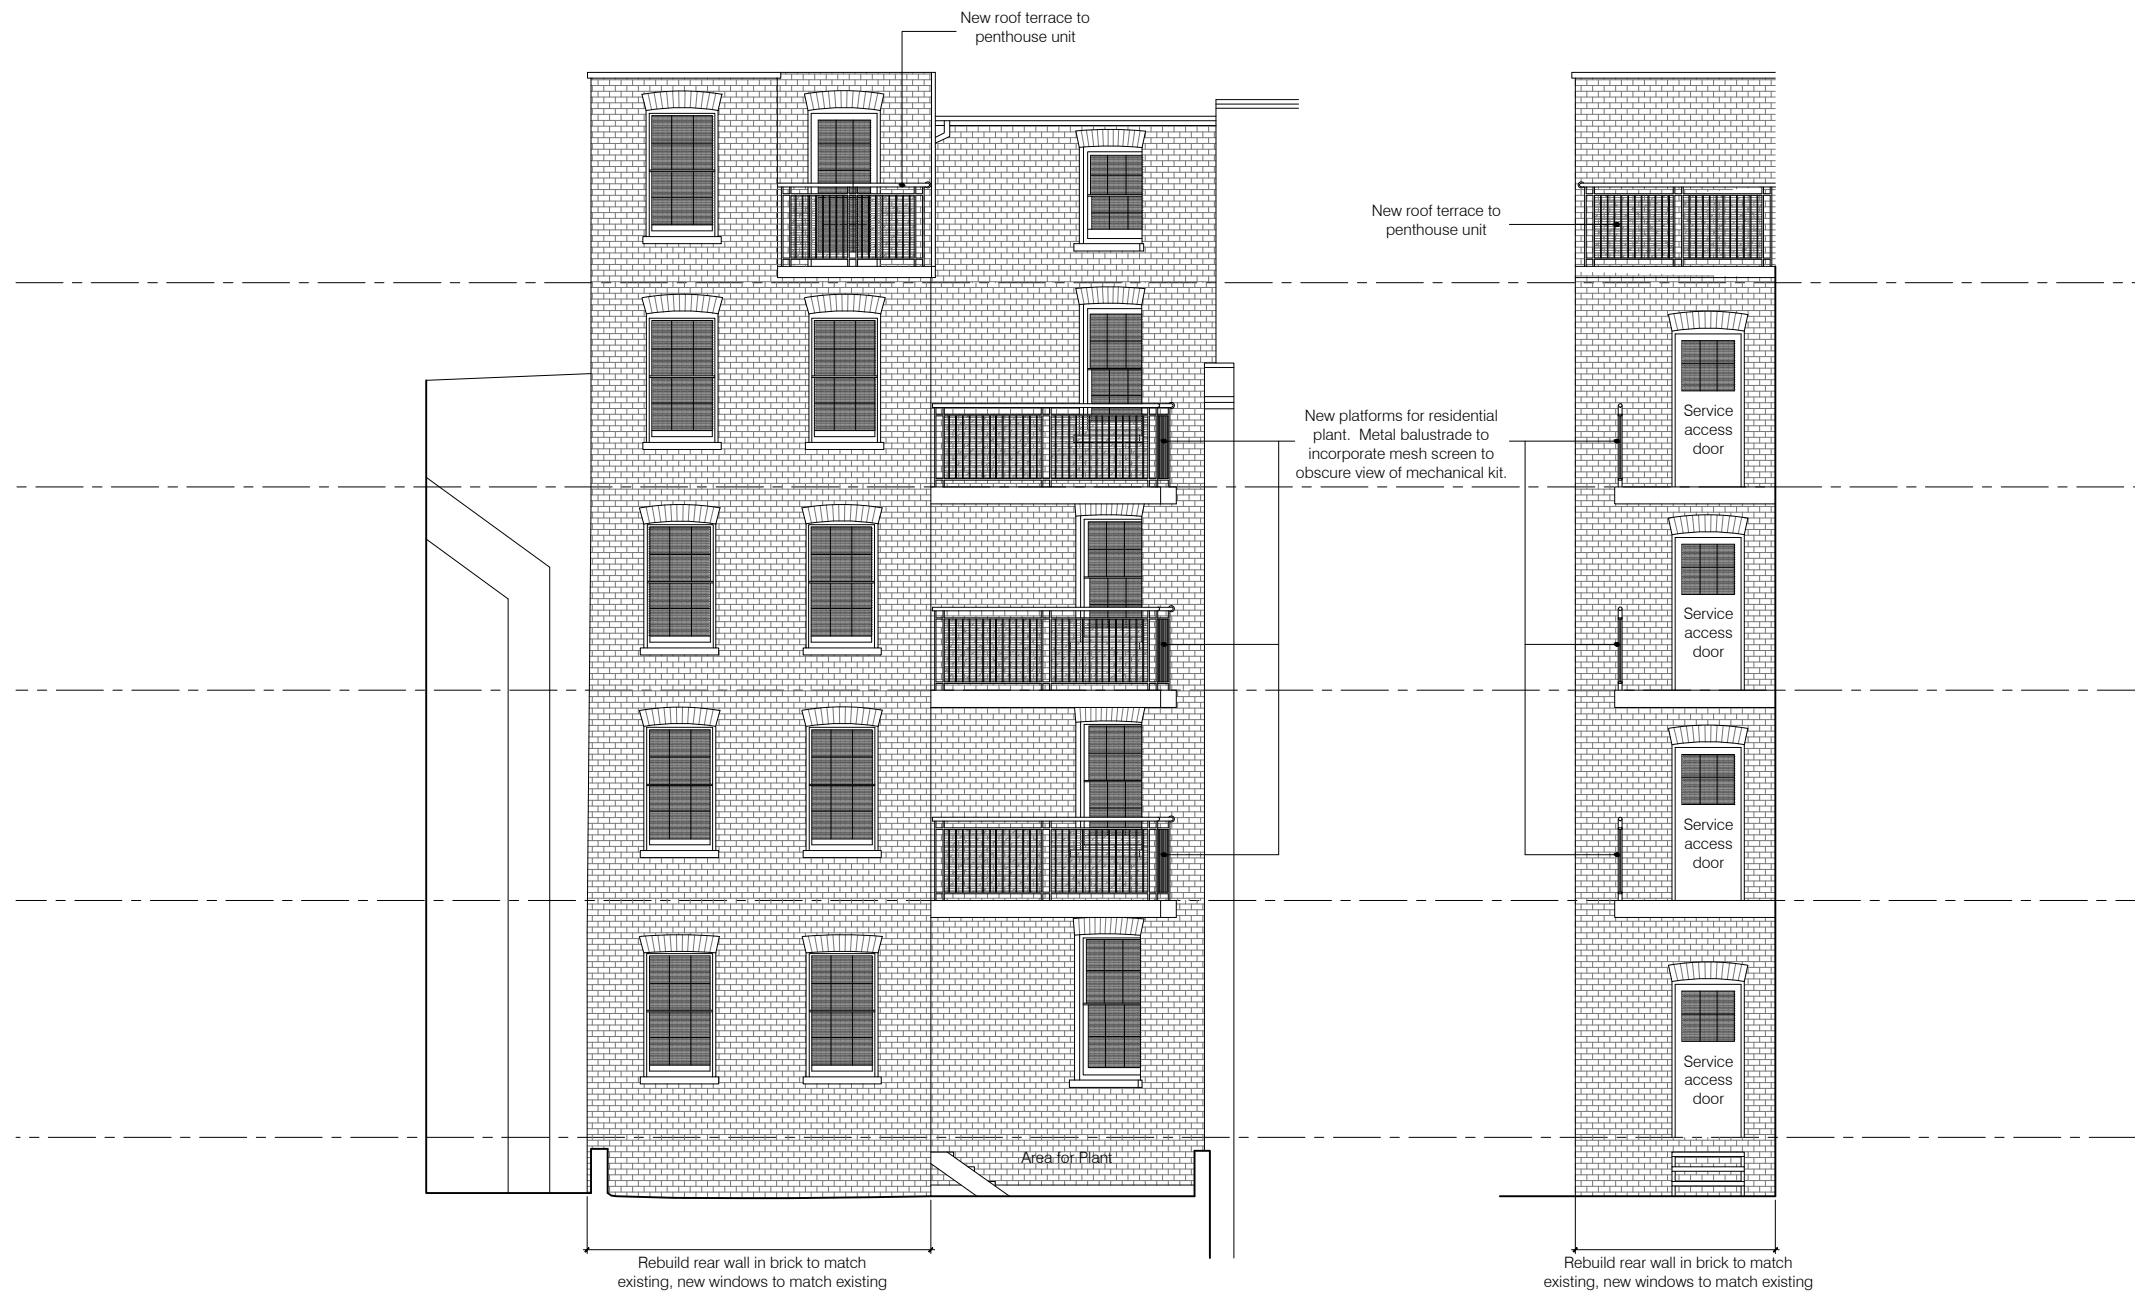 New roof terrace to
penthouse unit
New roof terrace to
penthouse unit
New platforms for residential
plant. Metal balustrade to
incorporate mesh screen to
obscure view of mechanical kit.
Service
access
door
Service
access
door
Service
access
door
Service
access
door
Area for Plant
Rebuild rear wall in brick to match
existing, new windows to match existing
Rebuild rear wall in brick to match
existing, new windows to match existing